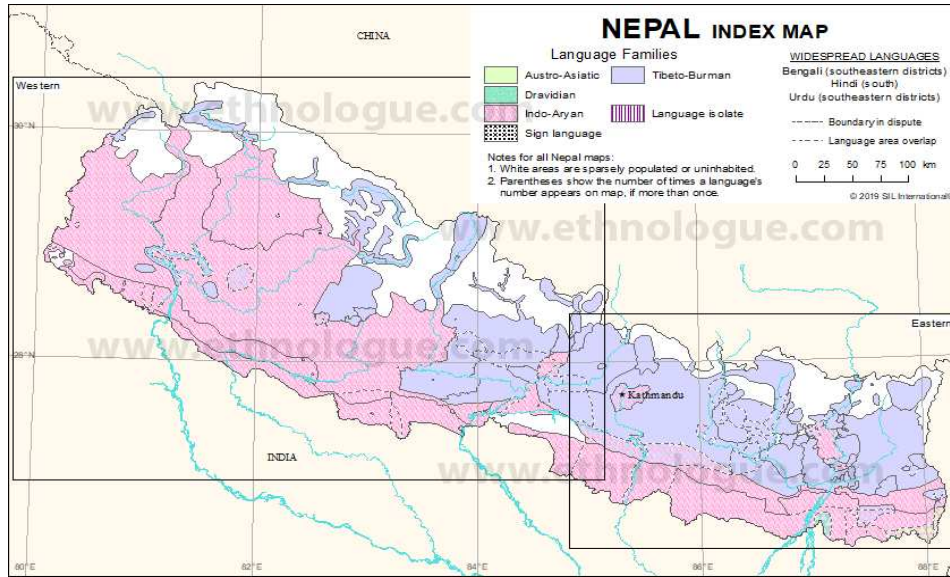 NEPAL INDEX MAP
Language Families
Austro-Asiatic
Dravidian
Indo-Aryan
Sign language
Tibeto-Burman
Language isolate
WIDESPREAD LANGUAGES
Bengali (southeastern districts)
Hindi (south)
Urdu (southeastern districts)
Boundary in dispute
Language area overlap
0 25 50 75 100 km
Notes for all Nepal maps:
1. White areas are sparsely populated or uninhabited.
2. Parentheses show the number of times a language's
number appears on map, if more than once.
© 2019 SIL International
CHINA
Western
www.ethnologue.com
30°N
www.ethnologue.com
Eastern
28°N
www.ethnologue.com
Kathmandu
INDIA
www.ethnologue.com
80°E 82°E 84°E 86°E 88°E